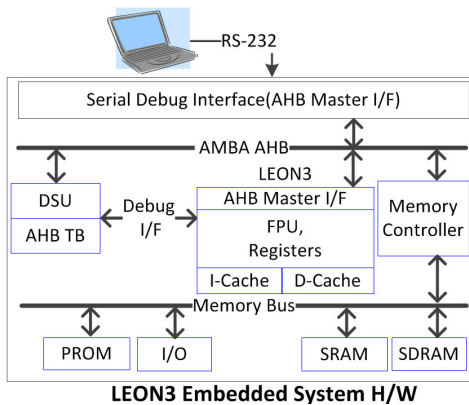 RS-232
Serial Debug Interface(AHB Master I/F)
AMBA AHB
LEON3
DSU
AHB TB
Debug
I/F
AHB Master I/F
FPU,
Registers
I-Cache
D-Cache
Memory
Controller
Memory Bus
PROM
I/O
SRAM
SDRAM
LEON3 Embedded System H/W